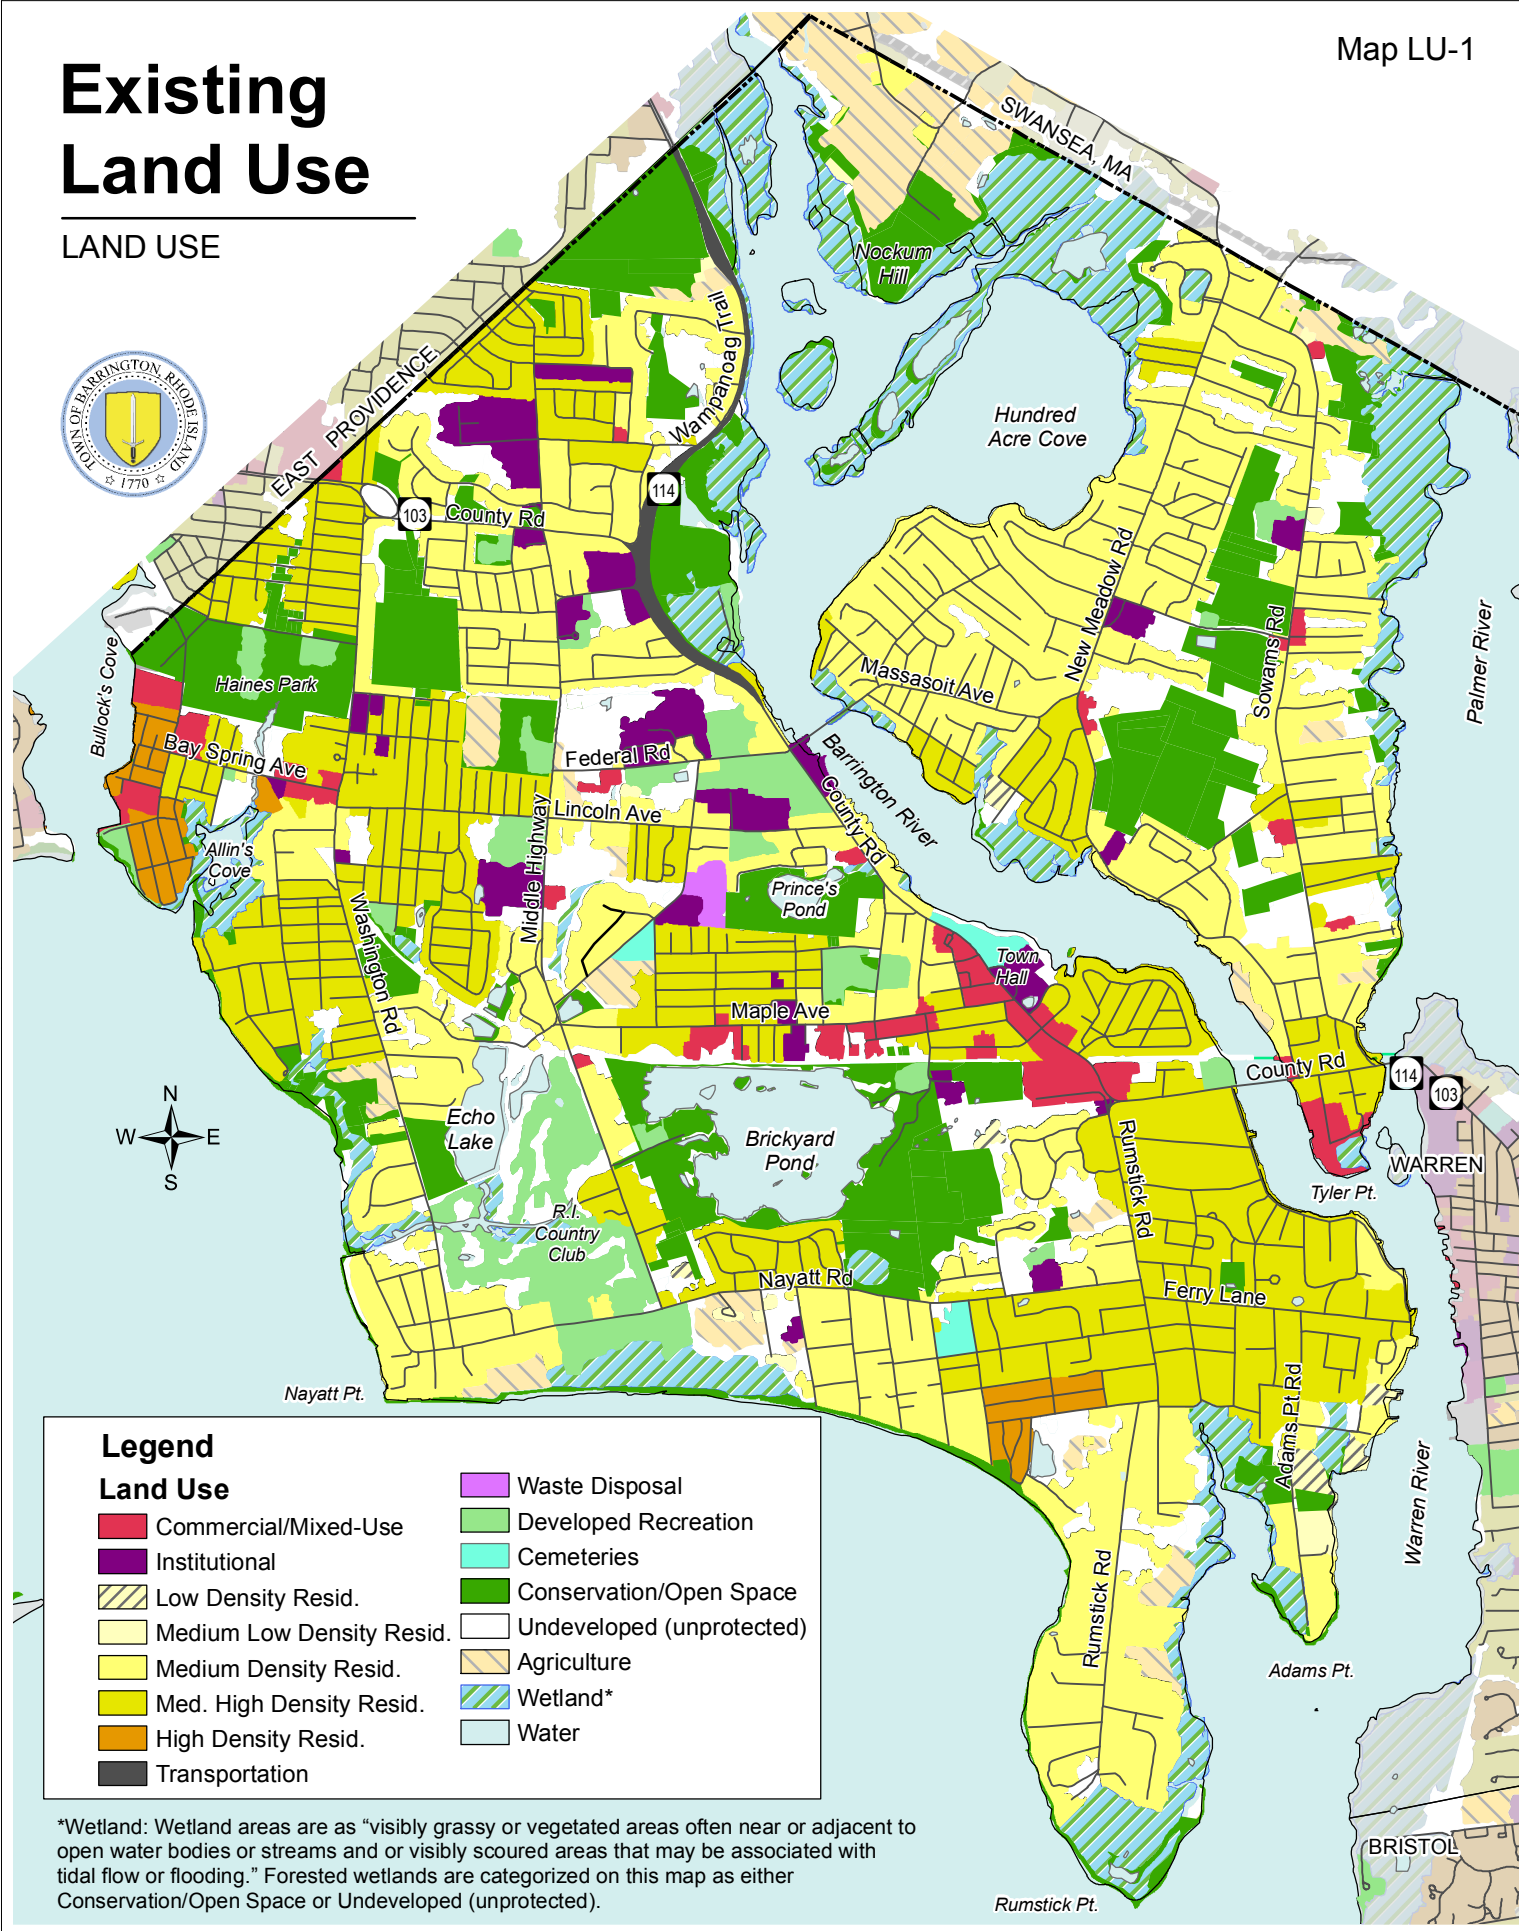 Existing
Land Use
LAND USE
Map LU-1
SWANSEA, MA
Nockum
Hill
TOWN OF BARRINGTON, RHODE ISLAND
1770
EAST PROVIDENCE
Wampanoag Trail
Hundred
Acre Cove
114
103
County Rd
New Meadow Rd
Sowams Rd
Palmer River
Massasoit Ave
Bullock's Cove
Haines Park
Bay Spring Ave
Federal Rd
Barrington River
County Rd
Lincoln Ave
Middle Highway
Allin's
Cove
Prince's
Pond
Washington Rd
Town
Hall
Maple Ave
County Rd
114
103
N
W E
S
Echo
Lake
Brickyard
Pond
Rumstick Rd
WARREN
Tyler Pt.
R.I.
Country
Club
Nayatt Rd
Ferry Lane
Nayatt Pt.
Adams Pt Rd
Warren River
Rumstick Rd
Adams Pt.
BRISTOL
Rumstick Pt.
Legend
Land Use
Commercial/Mixed-Use
Institutional
Low Density Resid.
Medium Low Density Resid.
Medium Density Resid.
Med. High Density Resid.
High Density Resid.
Transportation
Waste Disposal
Developed Recreation
Cemeteries
Conservation/Open Space
Undeveloped (unprotected)
Agriculture
Wetland*
Water
*Wetland: Wetland areas are as “visibly grassy or vegetated areas often near or adjacent to
open water bodies or streams and or visibly scoured areas that may be associated with
tidal flow or flooding.” Forested wetlands are categorized on this map as either
Conservation/Open Space or Undeveloped (unprotected).